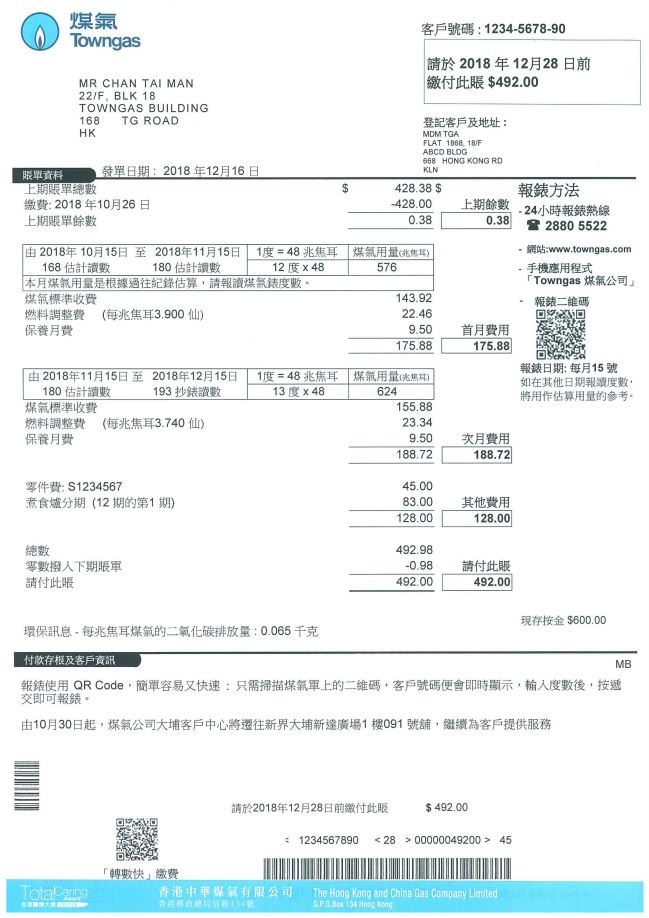 煤氣
Towngas
客戶號碼 : 1234-5678-90
請於 2018 年 12月28 日前
繳付此賬 $492.00
MR CHAN TAI MAN
22/F, BLK 18
TOWNGAS BUILDING
168 TG ROAD
HK
登記客戶及地址 :
MDM TGA
FLAT 1868, 18/F
ABCD BLDG
668 HONGKONG RD
KLN
賬單資料 發單日期 : 2018 年12月16 日
上期賬單總數 $ 428.38 $
繳費: 2018 年10月26 日 -428.00 上期餘數
上期賬單餘數 0.38 0.38
報錶方法
- 24小時報錶熱線
☎ 2880 5522
- 網站:www.towngas.com
- 手機應用程式
「Towngas 煤氣公司」
- 報錶二維碼
報錶日期: 每月15 號
如在其他日期報讀度數,
將用作估算用量的參考。
由 2018年 10月15日 至 2018年11月15日 1度 = 48 兆焦耳 煤氣用量(兆焦耳)
168 估計讀數 180 估計讀數 12 度 x 48 576
本月煤氣用量是根據過往紀錄估算，請報讀煤氣錶度數。
煤氣標準收費 143.92
燃料調整費 (每兆焦耳3.900 仙) 22.46
保養月費 9.50 首月費用
175.88 175.88
由 2018年11月15日 至 2018年12月15日 1度 = 48 兆焦耳 煤氣用量(兆焦耳)
180 估計讀數 193 抄錶讀數 13 度 x 48 624
煤氣標準收費 155.88
燃料調整費 (每兆焦耳3.740 仙) 23.34
保養月費 9.50 次月費用
188.72 188.72
零件費: S1234567 45.00
煮食爐分期 (12 期的第1 期) 83.00 其他費用
128.00 128.00
總數 492.98
零數撥入下期賬單 -0.98 請付此賬
請付此賬 492.00 492.00
現存按金 $600.00
環保訊息 - 每兆焦耳煤氣的二氧化碳排放量 : 0.065 千克
付款存根及客戶資訊
MB
報錶使用 QR Code，簡單容易又快速 : 只需掃描煤氣單上的二維碼，客戶號碼便會即時顯示，輸入度數後，按遞
交即可報錶。
由10月30日起，煤氣公司大埔客戶中心將遷往新界大埔新達廣場1 樓091 號舖，繼續為客戶提供服務
請於2018年12月28日前繳付此賬 $ 492.00
< 1234567890 < 28 > 00000049200 > 45
「轉數快」繳費
TotalCaring
Award
香港中華煤氣有限公司 The Hong Kong and China Gas Company Limited
香港郵政總局信箱134號 G.P.O.Box 134 Hong Kong